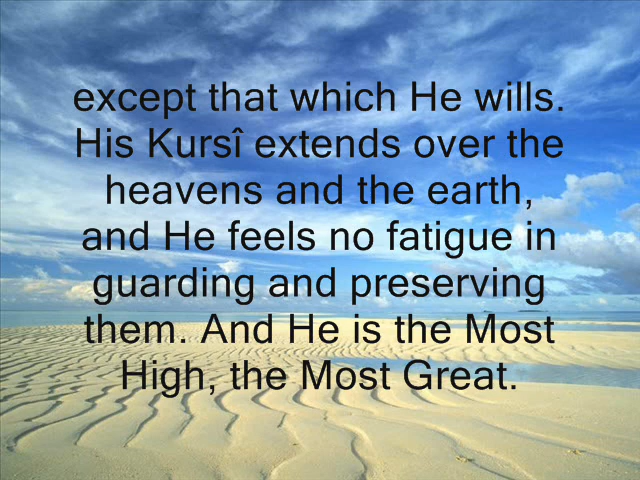 except that which He wills.
His Kursî extends over the
heavens and the earth,
and He feels no fatigue in
guarding and preserving
them. And He is the Most
High, the Most Great.